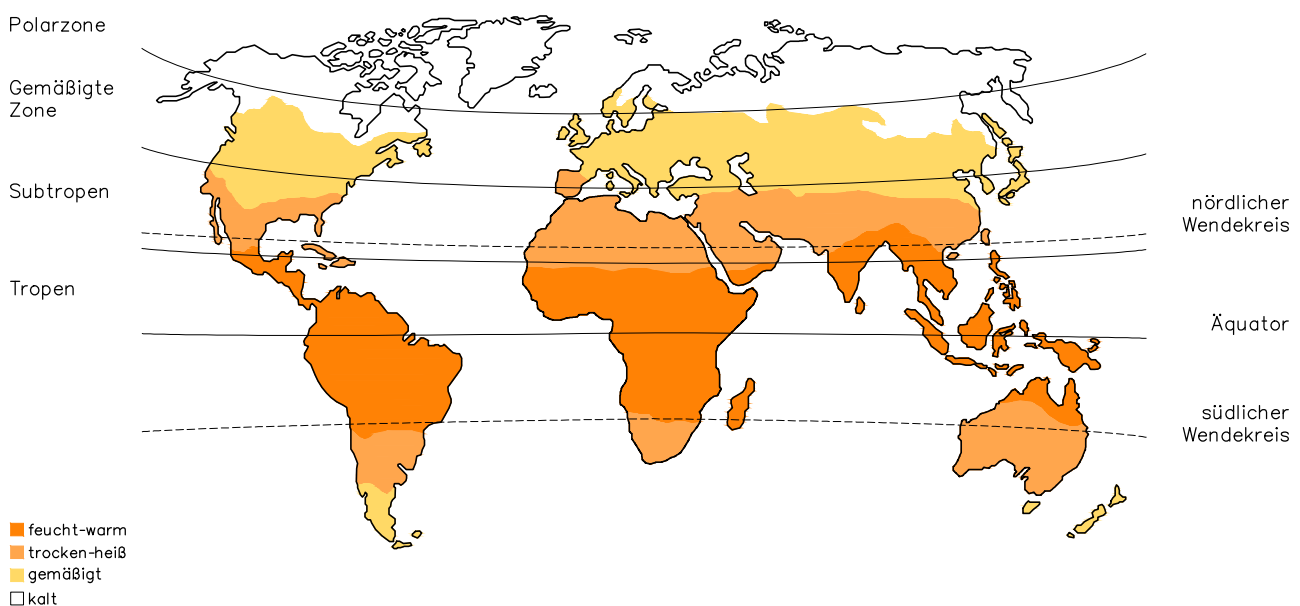 Polarzone
Gemäßigte
Zone
Subtropen
Tropen
nördlicher
Wendekreis
Äquator
südlicher
Wendekreis
feucht-warm
trocken-heiß
gemäßigt
kalt